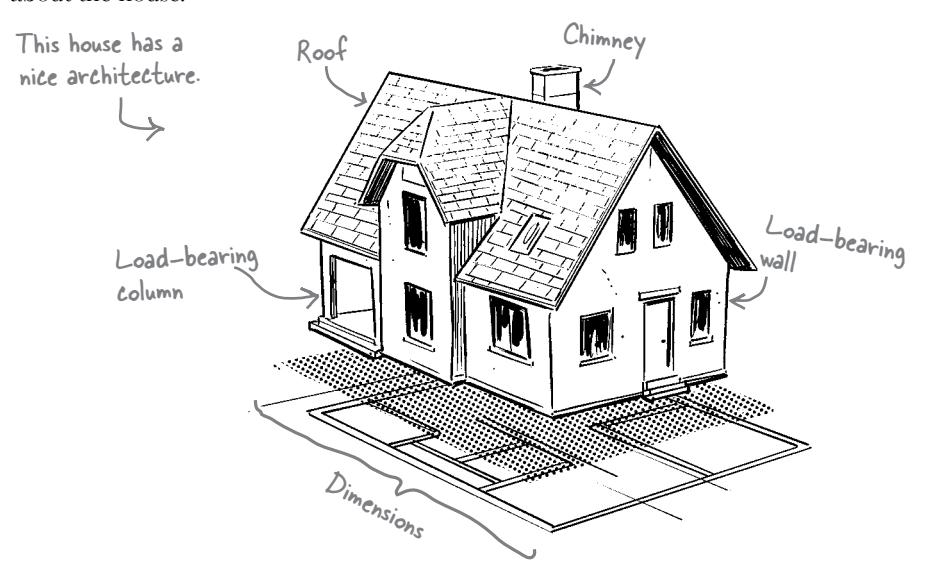 about the house.
This house has a
nice architecture.
Roof
Chimney
Load-bearing
column
Load-bearing
wall
Dimensions